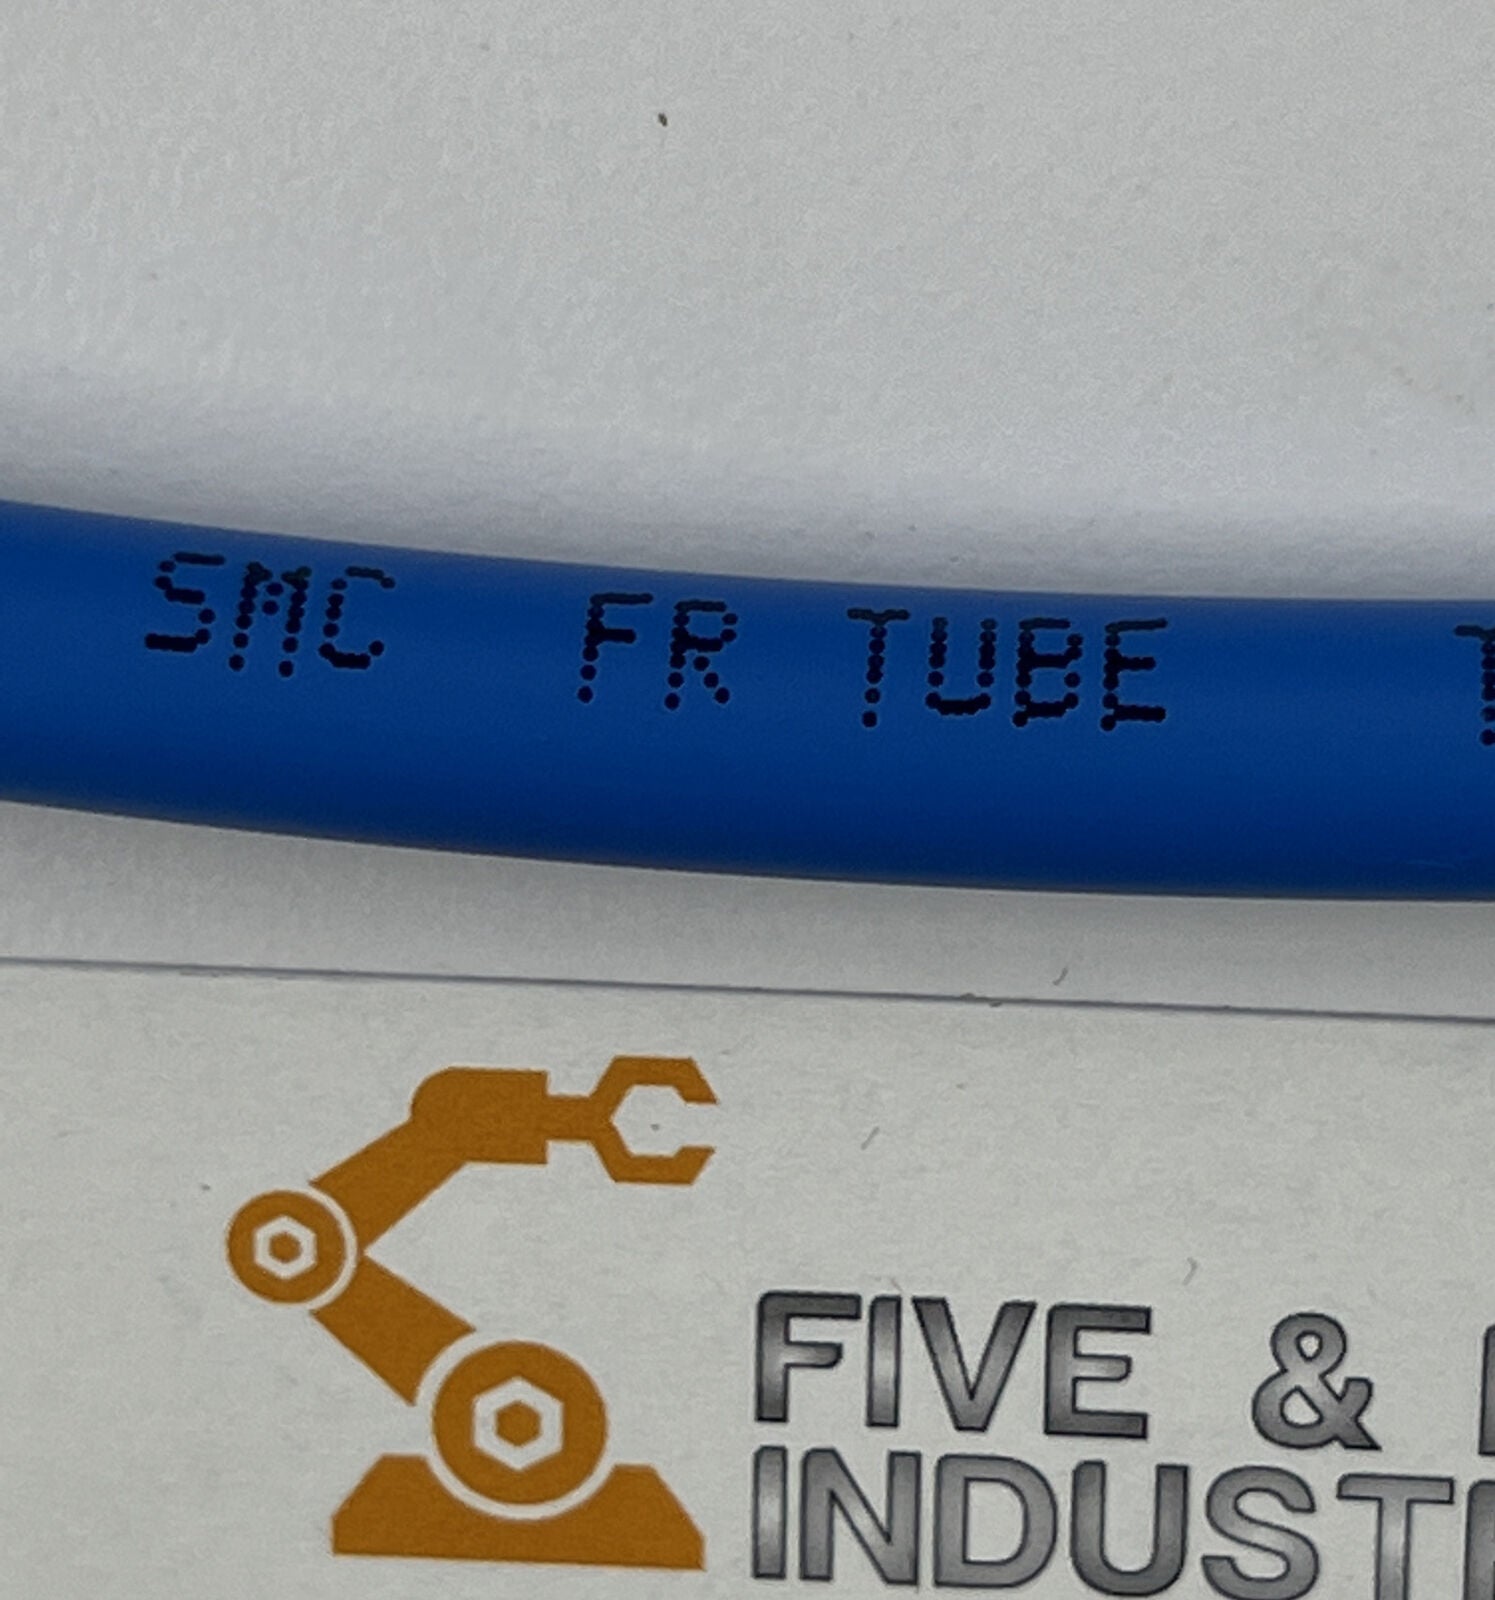 SMC FR TUBE T
FIVE &
INDUST